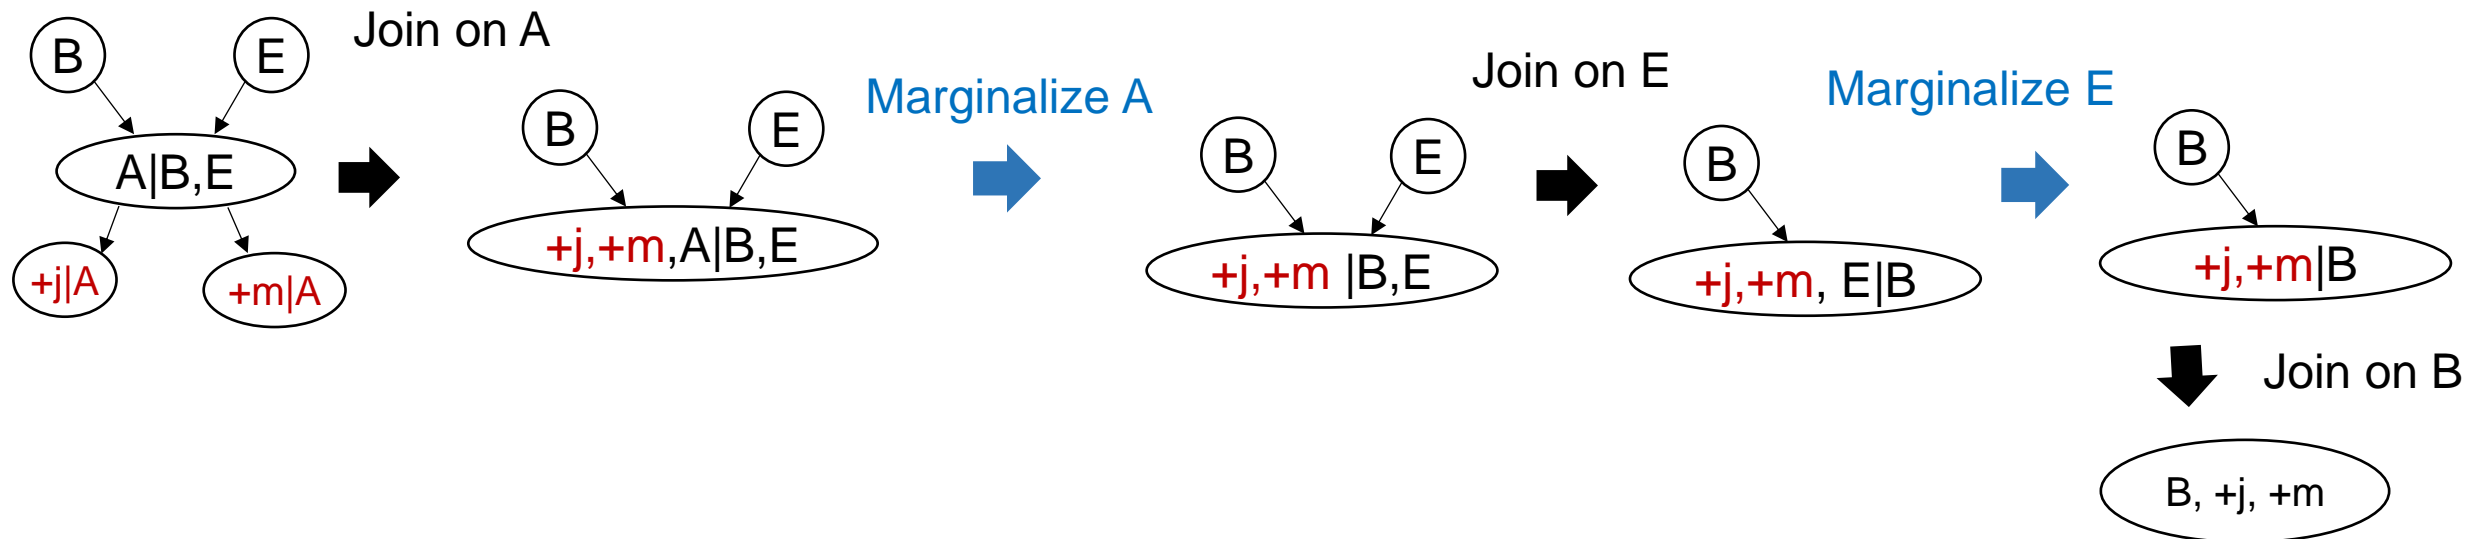 B
E
A|B,E
+j|A
+m|A
Join on A
B
E
+j,+m,A|B,E
Marginalize A
B
E
+j,+m |B,E
Join on E
B
+j,+m, E|B
Marginalize E
B
+j,+m|B
Join on B
B, +j, +m